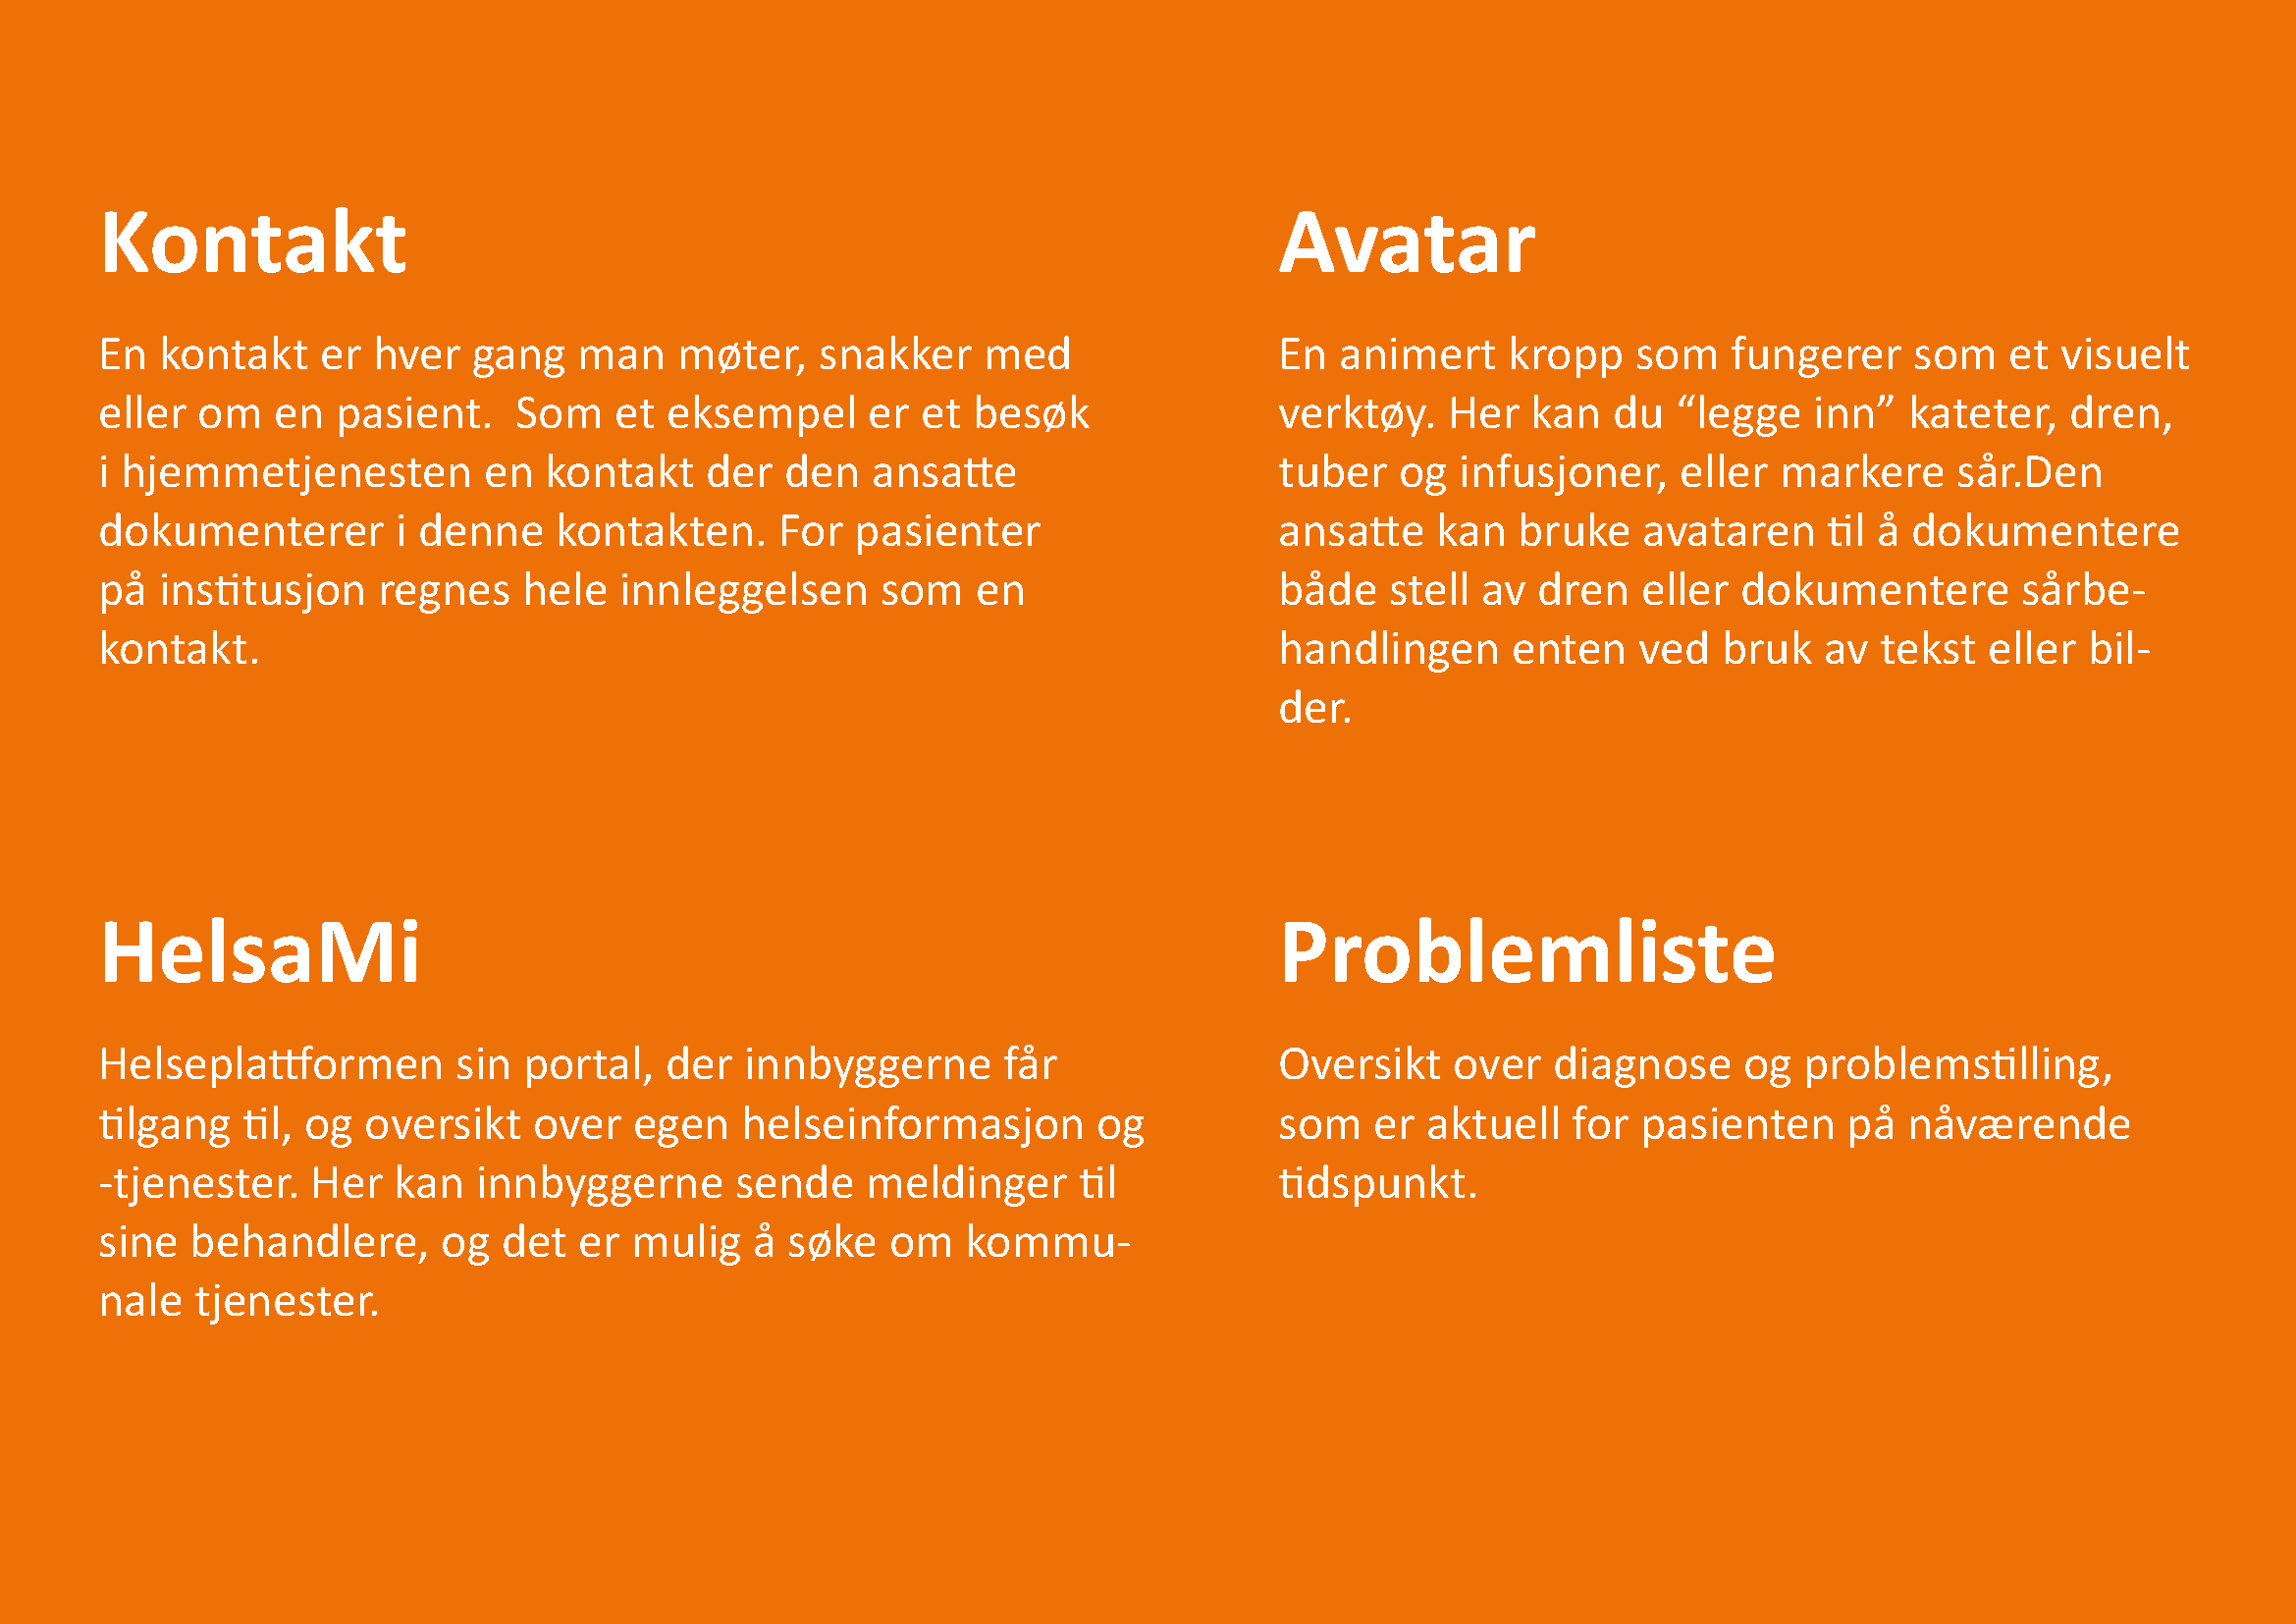 Kontakt
En kontakt er hver gang man møter, snakker med
eller om en pasient.  Som et eksempel er et besøk
i hjemmetjenesten en kontakt der den ansatte
dokumenterer i denne kontakten. For pasienter
på institusjon regnes hele innleggelsen som en
kontakt.
Avatar
En animert kropp som fungerer som et visuelt
verktøy. Her kan du “legge inn” kateter, dren,
tuber og infusjoner, eller markere sår.Den
ansatte kan bruke avataren til å dokumentere
både stell av dren eller dokumentere sårbe-
handlingen enten ved bruk av tekst eller bil-
der.
HelsaMi
Helseplattformen sin portal, der innbyggerne får
tilgang til, og oversikt over egen helseinformasjon og
-tjenester. Her kan innbyggerne sende meldinger til
sine behandlere, og det er mulig å søke om kommu-
nale tjenester.
Problemliste
Oversikt over diagnose og problemstilling,
som er aktuell for pasienten på nåværende
tidspunkt.